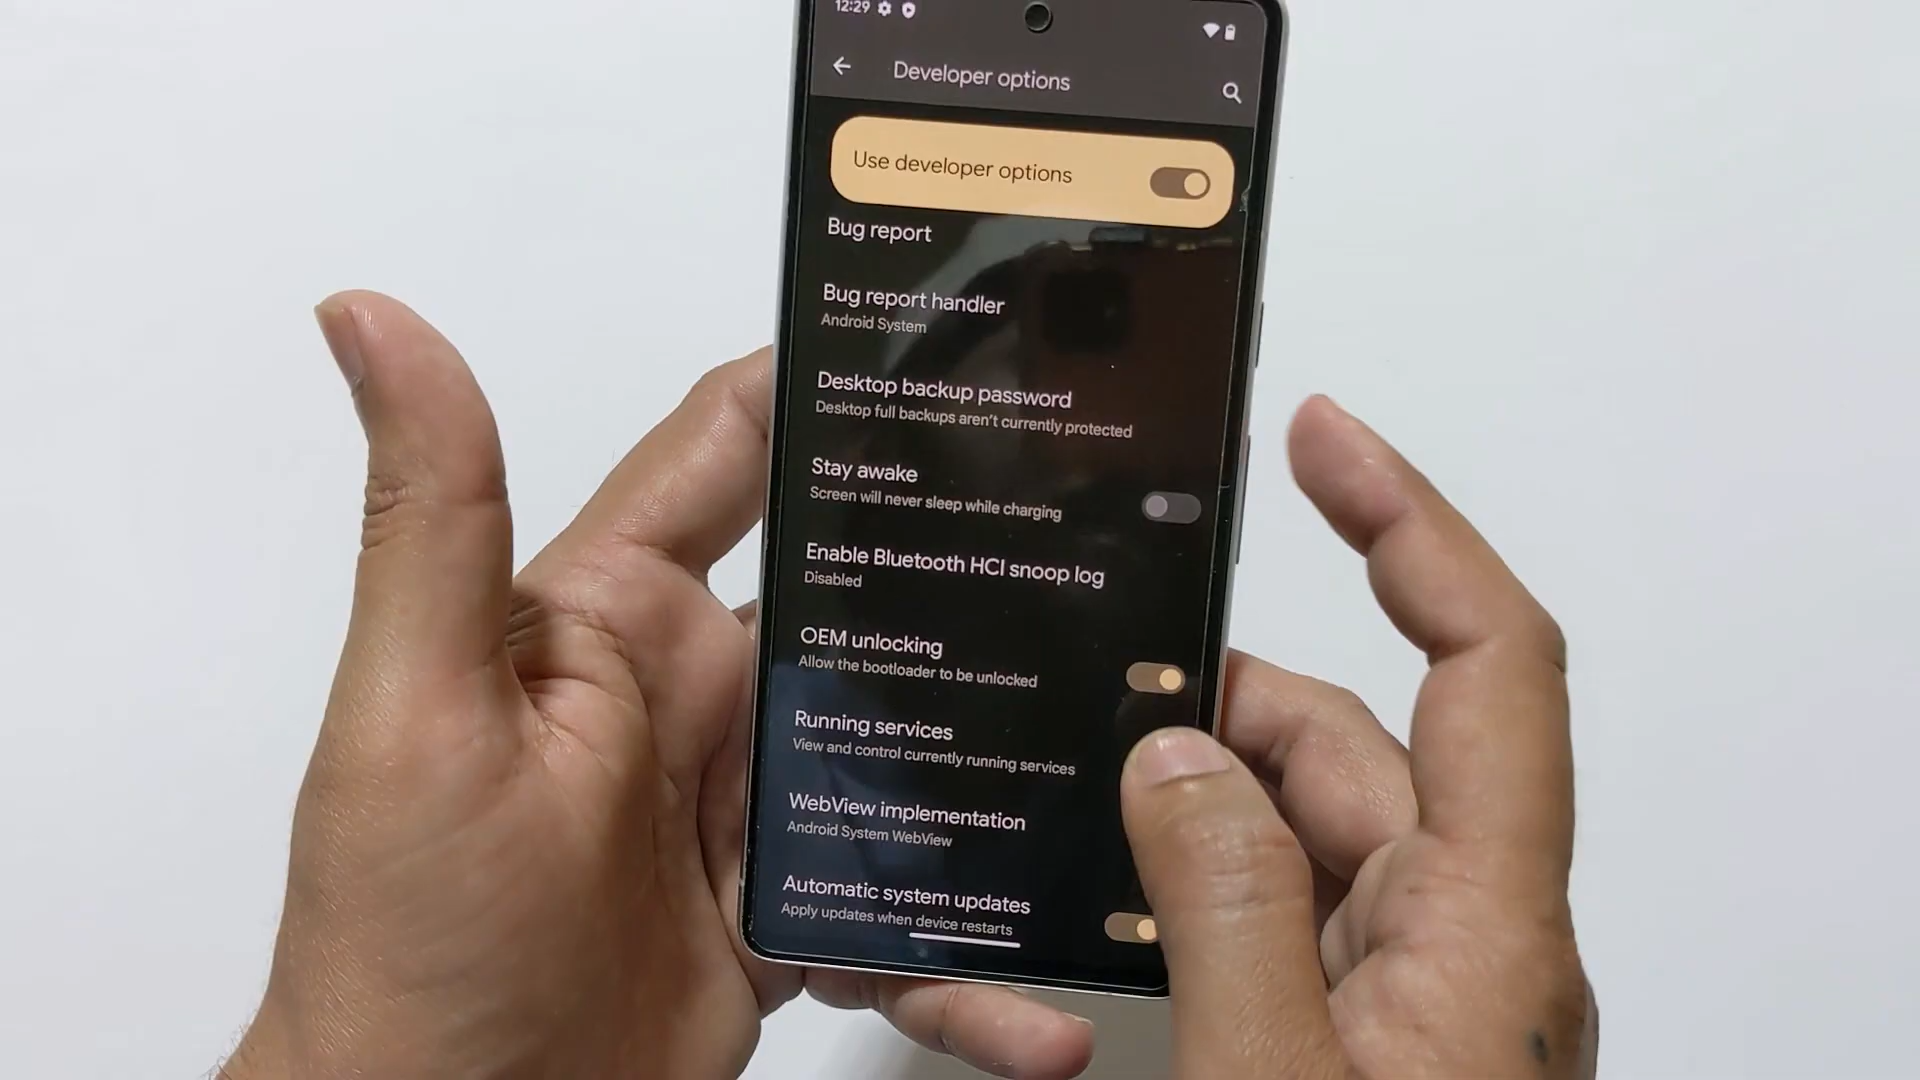 12:29
Developer options
Use developer options
Bug report
Bug report handler
Android System
Desktop backup password
Desktop full backups aren't currently protected
Stay awake
Screen will never sleep while charging
Enable Bluetooth HCI snoop log
Disabled
OEM unlocking
Allow the bootloader to be unlocked
Running services
View and control currently running services
WebView implementation
Android System WebView
Automatic system updates
Apply updates when device restarts